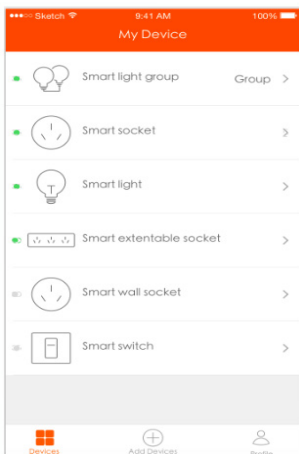 Sketch 9:41 AM 100%
My Device
Smart light group Group >
Smart socket >
Smart light >
Smart extentable socket >
Smart wall socket >
Smart switch >
Devices Add Devices Profile